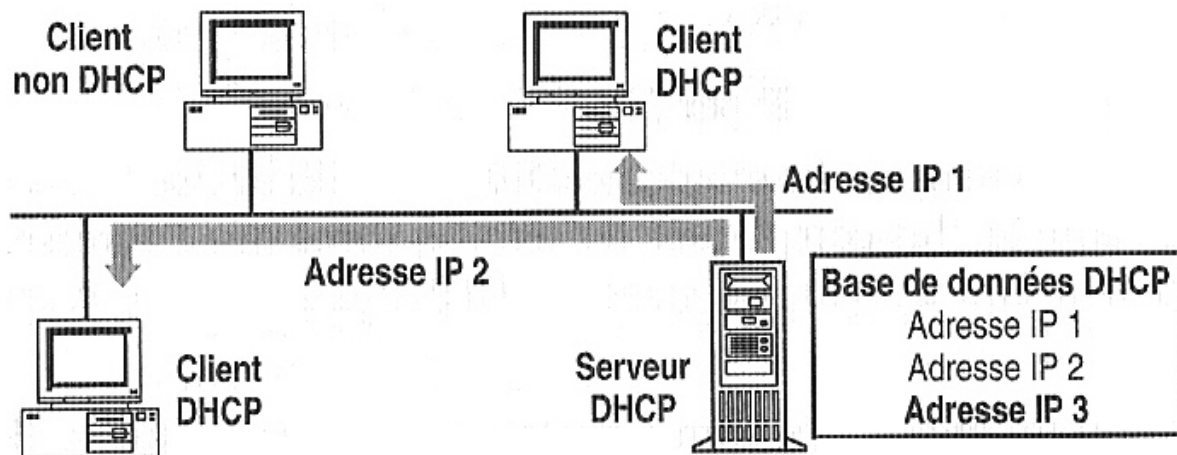 Client
non DHCP
Client
DHCP
Adresse IP 1
Adresse IP 2
Client
DHCP
Serveur
DHCP
Base de données DHCP
Adresse IP 1
Adresse IP 2
Adresse IP 3